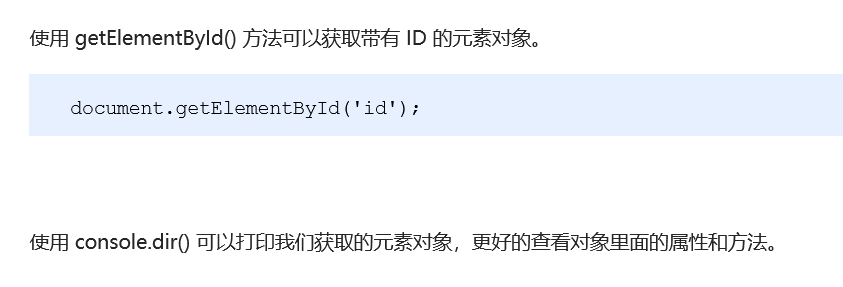 使用 getElementById() 方法可以获取带有 ID 的元素对象。
document.getElementById('id');
使用 console.dir() 可以打印我们获取的元素对象，更好的查看对象里面的属性和方法。